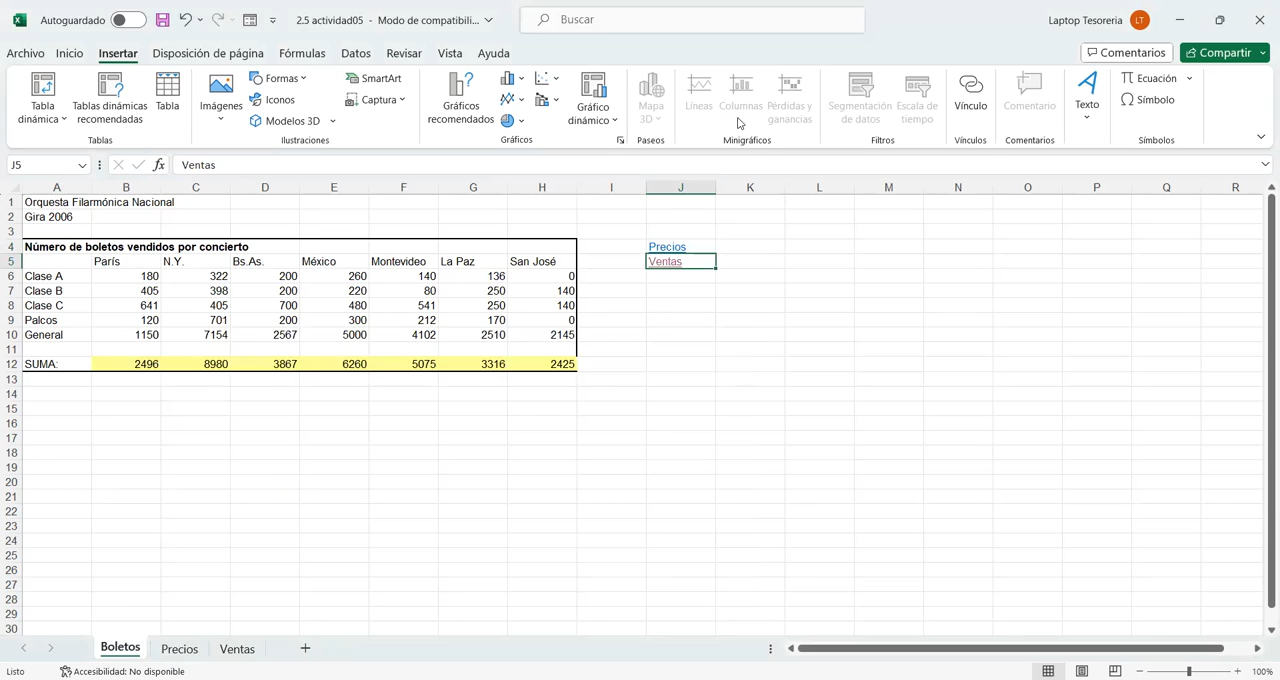 Autoguardado 2.5 actividad05 - Modo de compatibili... Buscar Laptop Tesoreria LT
Archivo Inicio Insertar Disposición de página Fórmulas Datos Revisar Vista Ayuda Comentarios Compartir
Tabla dinámica Tablas dinámicas recomendadas Tabla Imágenes Formas Iconos Modelos 3D SmartArt Captura Gráficos recomendados Gráfico dinámico Mapa 3D Líneas Columnas Pérdidas y ganancias Segmentación de datos Escala de tiempo Vínculo Comentario Texto Ecuación Símbolo
Tablas Ilustraciones Gráficos Paseos Minigráficos Filtros Vínculos Comentarios Símbolos
J5 fx Ventas
A B C D E F G H I J K L M N O P Q R
1 Orquesta Filarmónica Nacional
2 Gira 2006
3
4 Número de boletos vendidos por concierto Precios
5 París N.Y. Bs.As. México Montevideo La Paz San José Ventas
6 Clase A 180 322 200 260 140 136 0
7 Clase B 405 398 200 220 80 250 140
8 Clase C 641 405 700 480 541 250 140
9 Palcos 120 701 200 300 212 170 0
10 General 1150 7154 2567 5000 4102 2510 2145
11
12 SUMA: 2496 8980 3867 6260 5075 3316 2425
13
14
15
16
17
18
19
20
21
22
23
24
25
26
27
28
29
30
Boletos Precios Ventas
Listo Accesibilidad: No disponible 100%